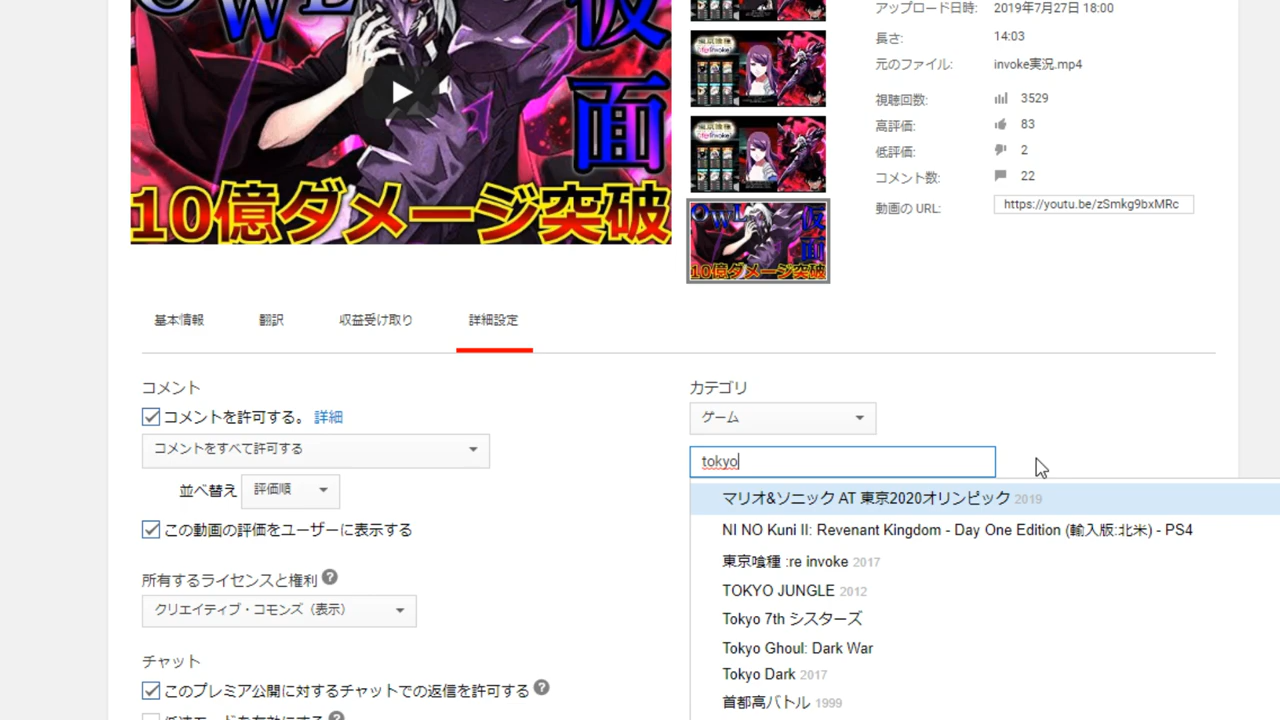 OWL
仮面
10億ダメージ突破
OWL
仮面
10億ダメージ突破
アップロード日時: 2019年7月27日 18:00
長さ: 14:03
元のファイル: invoke実況.mp4
視聴回数: 3529
高評価: 83
低評価: 2
コメント数: 22
動画の URL: https://youtu.be/zSmkg9bxMRc
基本情報 翻訳 収益受け取り 詳細設定
コメント
コメントを許可する。 詳細
コメントをすべて許可する
並べ替え 評価順
この動画の評価をユーザーに表示する
所有するライセンスと権利 ?
クリエイティブ・コモンズ（表示）
チャット
このプレミア公開に対するチャットでの返信を許可する ?
低速モードを有効にする ?
カテゴリ
ゲーム
tokyo
マリオ&ソニック AT 東京2020オリンピック 2019
NI NO Kuni II: Revenant Kingdom - Day One Edition (輸入版:北米) - PS4
東京喰種 :re invoke 2017
TOKYO JUNGLE 2012
Tokyo 7th シスターズ
Tokyo Ghoul: Dark War
Tokyo Dark 2017
首都高バトル 1999